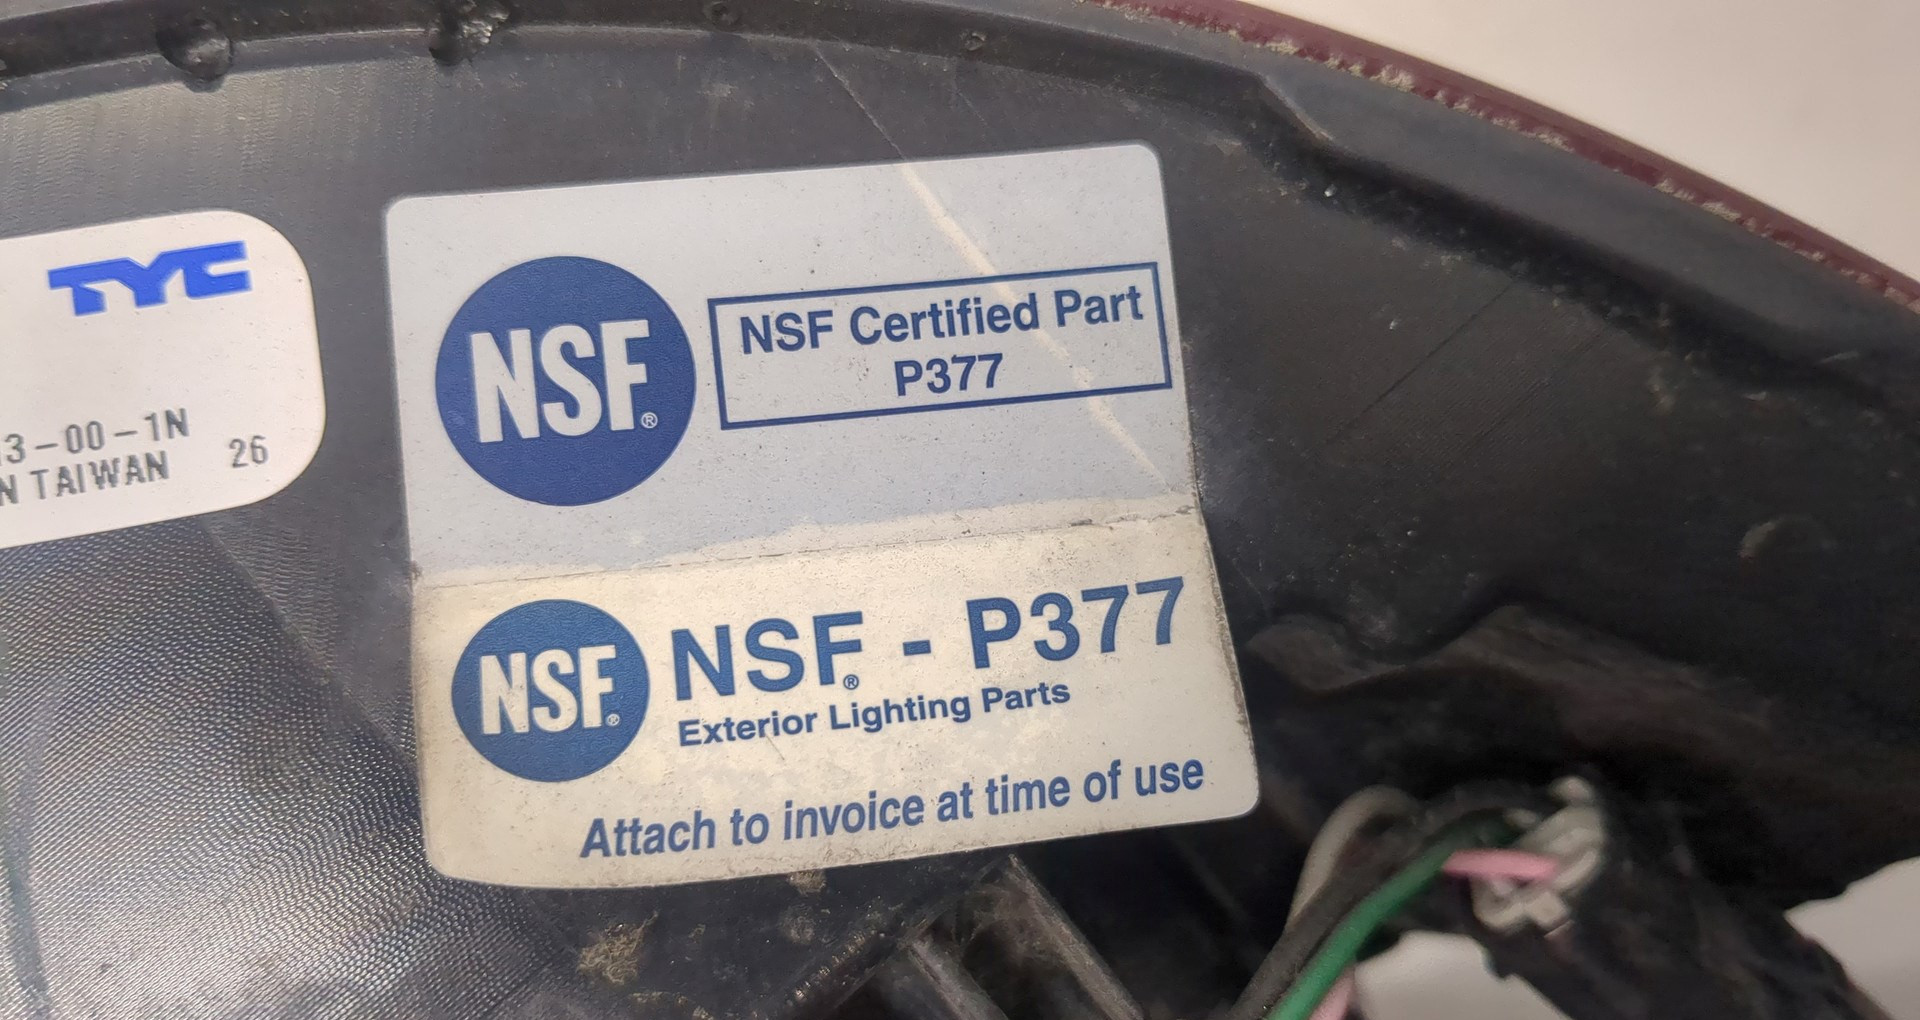 TYC
13-00-1N
N TAIWAN 26
NSF®
NSF Certified Part
P377
NSF®
NSF® - P377
Exterior Lighting Parts
Attach to invoice at time of use